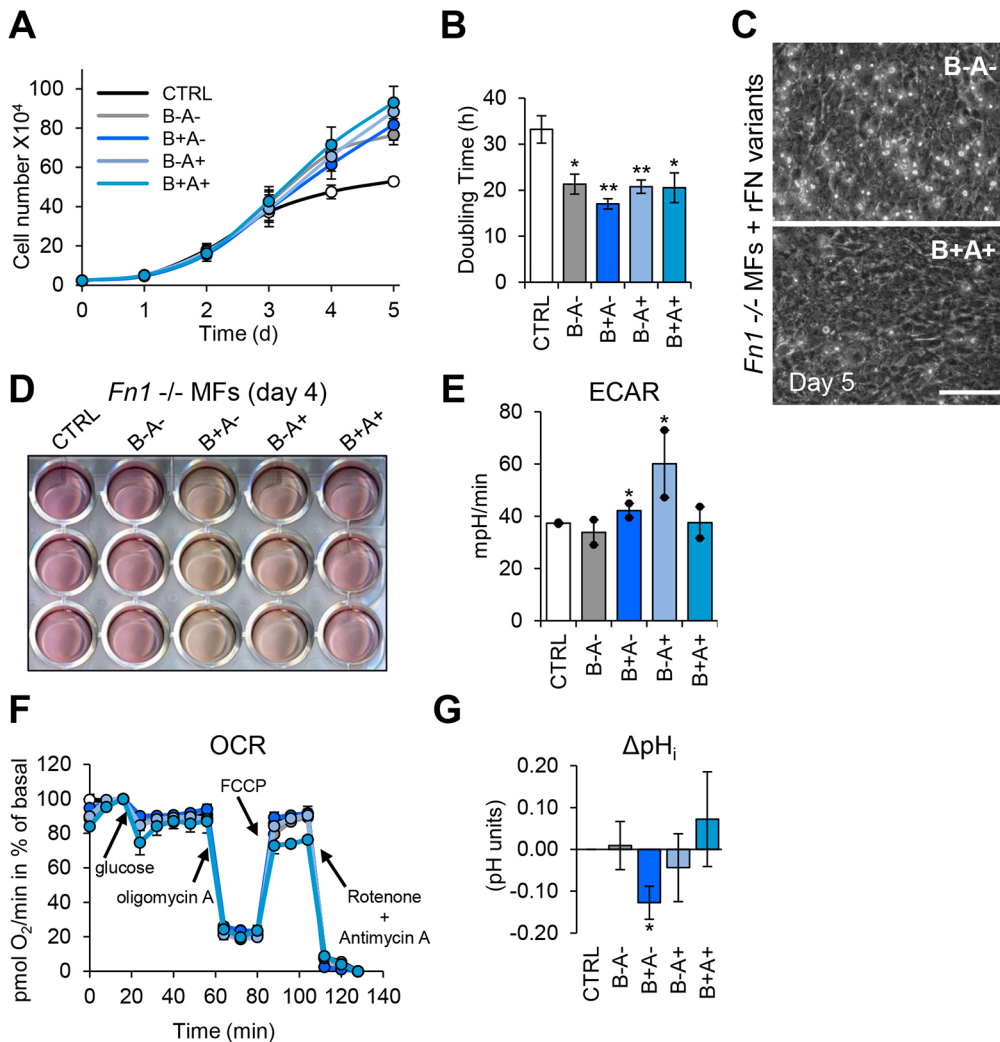 A
Cell number X10⁴
100
80
60
40
20
0
CTRL
B-A-
B+A-
B-A+
B+A+
0 1 2 3 4 5
Time (d)
B
Doubling Time (h)
40
30
20
10
0
* ** ** *
CTRL
B-A-
B+A-
B-A+
B+A+
C
Fn1 -/- MFs + rFN variants
B-A-
B+A+
Day 5
D
Fn1 -/- MFs (day 4)
CTRL B-A- B+A- B-A+ B+A+
E
ECAR
mpH/min
80
60
40
20
0
* *
CTRL
B-A-
B+A-
B-A+
B+A+
F
OCR
pmol O₂/min in % of basal
120
100
80
60
40
20
0
glucose
oligomycin A
FCCP
Rotenone
+
Antimycin A
0 20 40 60 80 100 120 140
Time (min)
G
ΔpHᵢ
(pH units)
0.20
0.10
0.00
-0.10
-0.20
*
CTRL
B-A-
B+A-
B-A+
B+A+